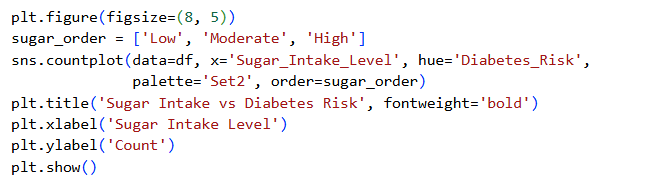 plt.figure(figsize=(8, 5))
sugar_order = ['Low', 'Moderate', 'High']
sns.countplot(data=df, x='Sugar_Intake_Level', hue='Diabetes_Risk',
              palette='Set2', order=sugar_order)
plt.title('Sugar Intake vs Diabetes Risk', fontweight='bold')
plt.xlabel('Sugar Intake Level')
plt.ylabel('Count')
plt.show()